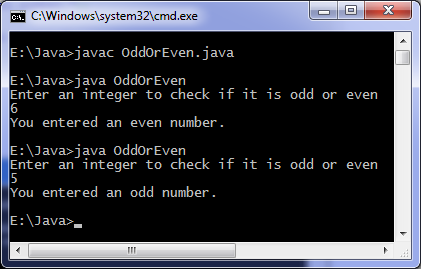 C:\Windows\system32\cmd.exe
E:\Java>javac OddOrEven.java
E:\Java>java OddOrEven
Enter an integer to check if it is odd or even
6
You entered an even number.
E:\Java>java OddOrEven
Enter an integer to check if it is odd or even
5
You entered an odd number.
E:\Java>_